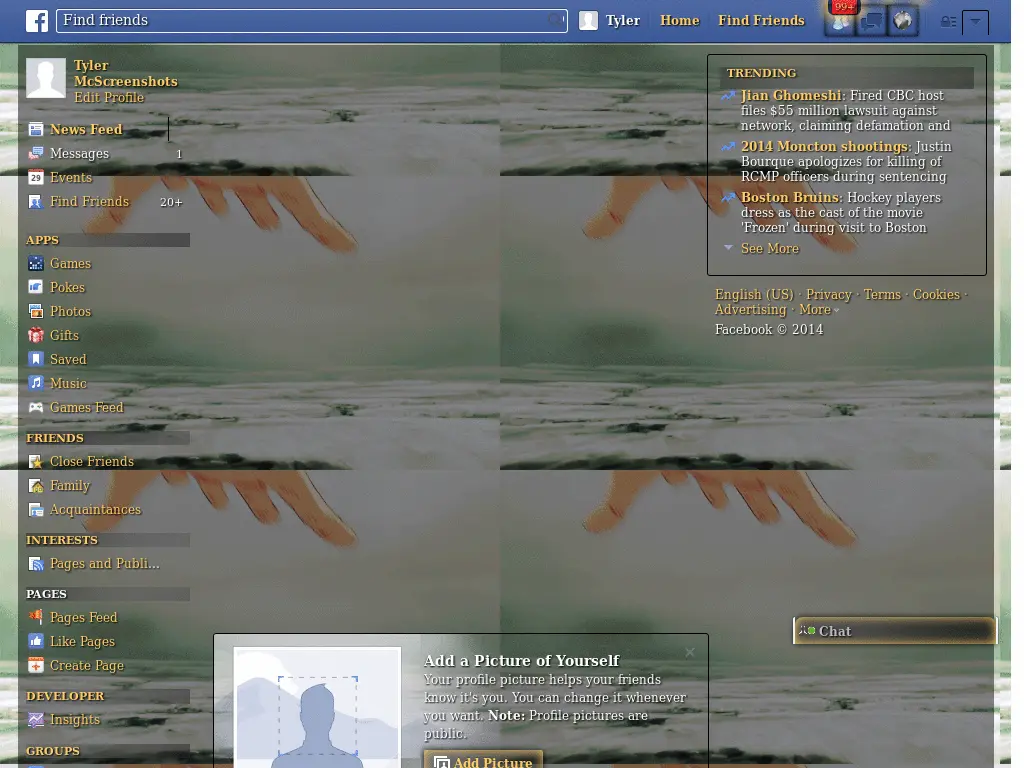 f
Find friends
Tyler
Home
Find Friends
99+
Tyler
McScreenshots
Edit Profile
News Feed
Messages 1
29 Events
Find Friends 20+
APPS
Games
Pokes
Photos
Gifts
Saved
Music
Games Feed
FRIENDS
Close Friends
Family
Acquaintances
INTERESTS
Pages and Publi...
PAGES
Pages Feed
Like Pages
Create Page
DEVELOPER
Insights
GROUPS
TRENDING
Jian Ghomeshi: Fired CBC host
files $55 million lawsuit against
network, claiming defamation and
2014 Moncton shootings: Justin
Bourque apologizes for killing of
RCMP officers during sentencing
Boston Bruins: Hockey players
dress as the cast of the movie
'Frozen' during visit to Boston
See More
English (US) · Privacy · Terms · Cookies ·
Advertising · More
Facebook © 2014
Chat
Add a Picture of Yourself
Your profile picture helps your friends
know it's you. You can change it whenever
you want. Note: Profile pictures are
public.
Add Picture